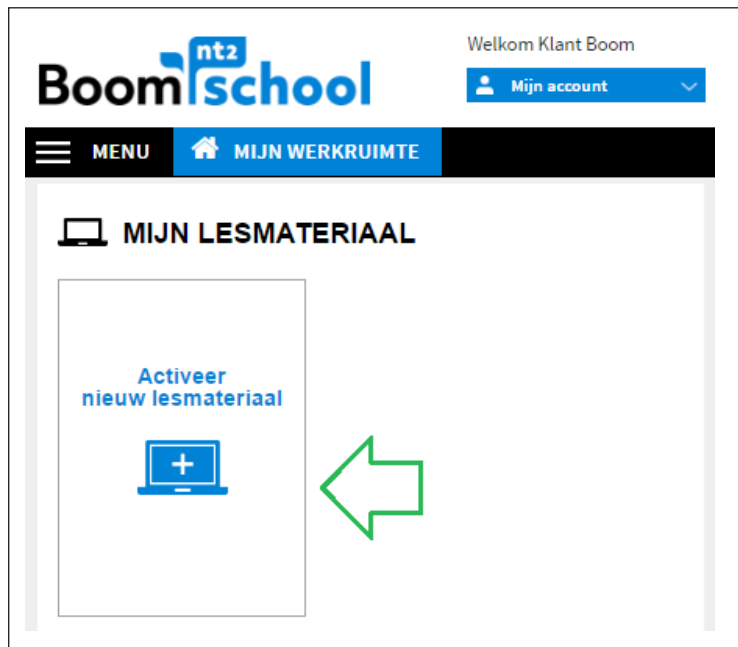 Boom nt2 school
Welkom Klant Boom
Mijn account
MENU
MIJN WERKRUIMTE
MIJN LESMATERIAAL
Activeer
nieuw lesmateriaal